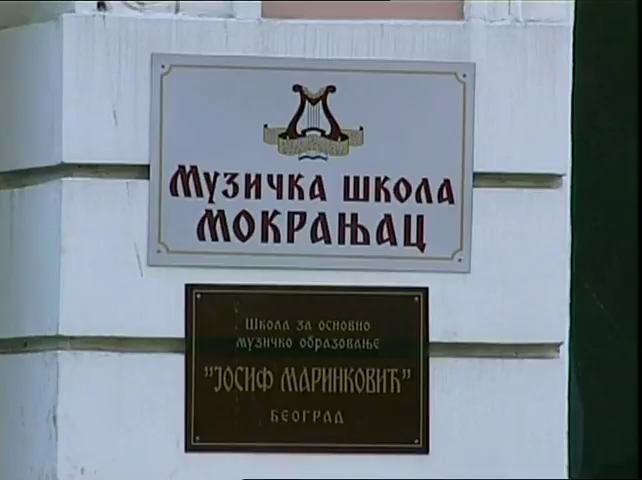 Музичка школа
МОКРАЊАЦ
Школа за основно
музичко образовање
"ЈОСИФ МАРИНКОВИЋ"
БЕОГРАД